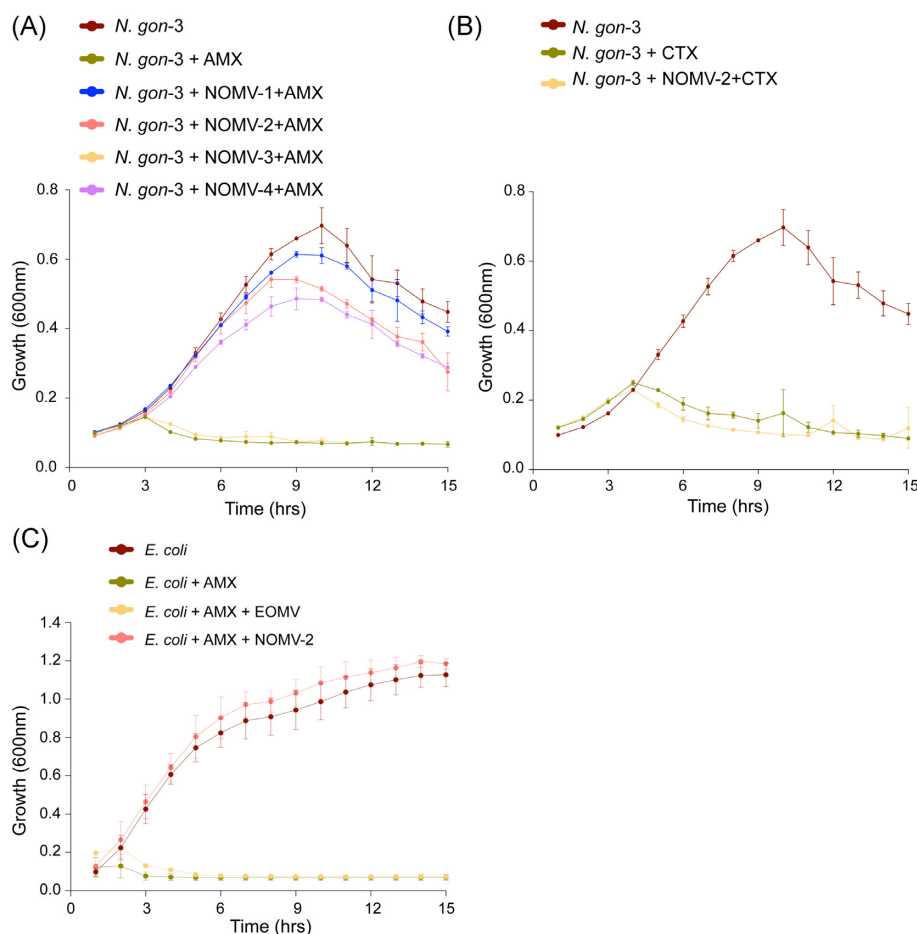 (A)
N. gon-3
N. gon-3 + AMX
N. gon-3 + NOMV-1+AMX
N. gon-3 + NOMV-2+AMX
N. gon-3 + NOMV-3+AMX
N. gon-3 + NOMV-4+AMX
0.8
0.6
0.4
0.2
0.0
Growth (600nm)
0 3 6 9 12 15
Time (hrs)
(B)
N. gon-3
N. gon-3 + CTX
N. gon-3 + NOMV-2+CTX
0.8
0.6
0.4
0.2
0.0
Growth (600nm)
0 3 6 9 12 15
Time (hrs)
(C)
E. coli
E. coli + AMX
E. coli + AMX + EOMV
E. coli + AMX + NOMV-2
1.4
1.2
1.0
0.8
0.6
0.4
0.2
0.0
Growth (600nm)
0 3 6 9 12 15
Time (hrs)